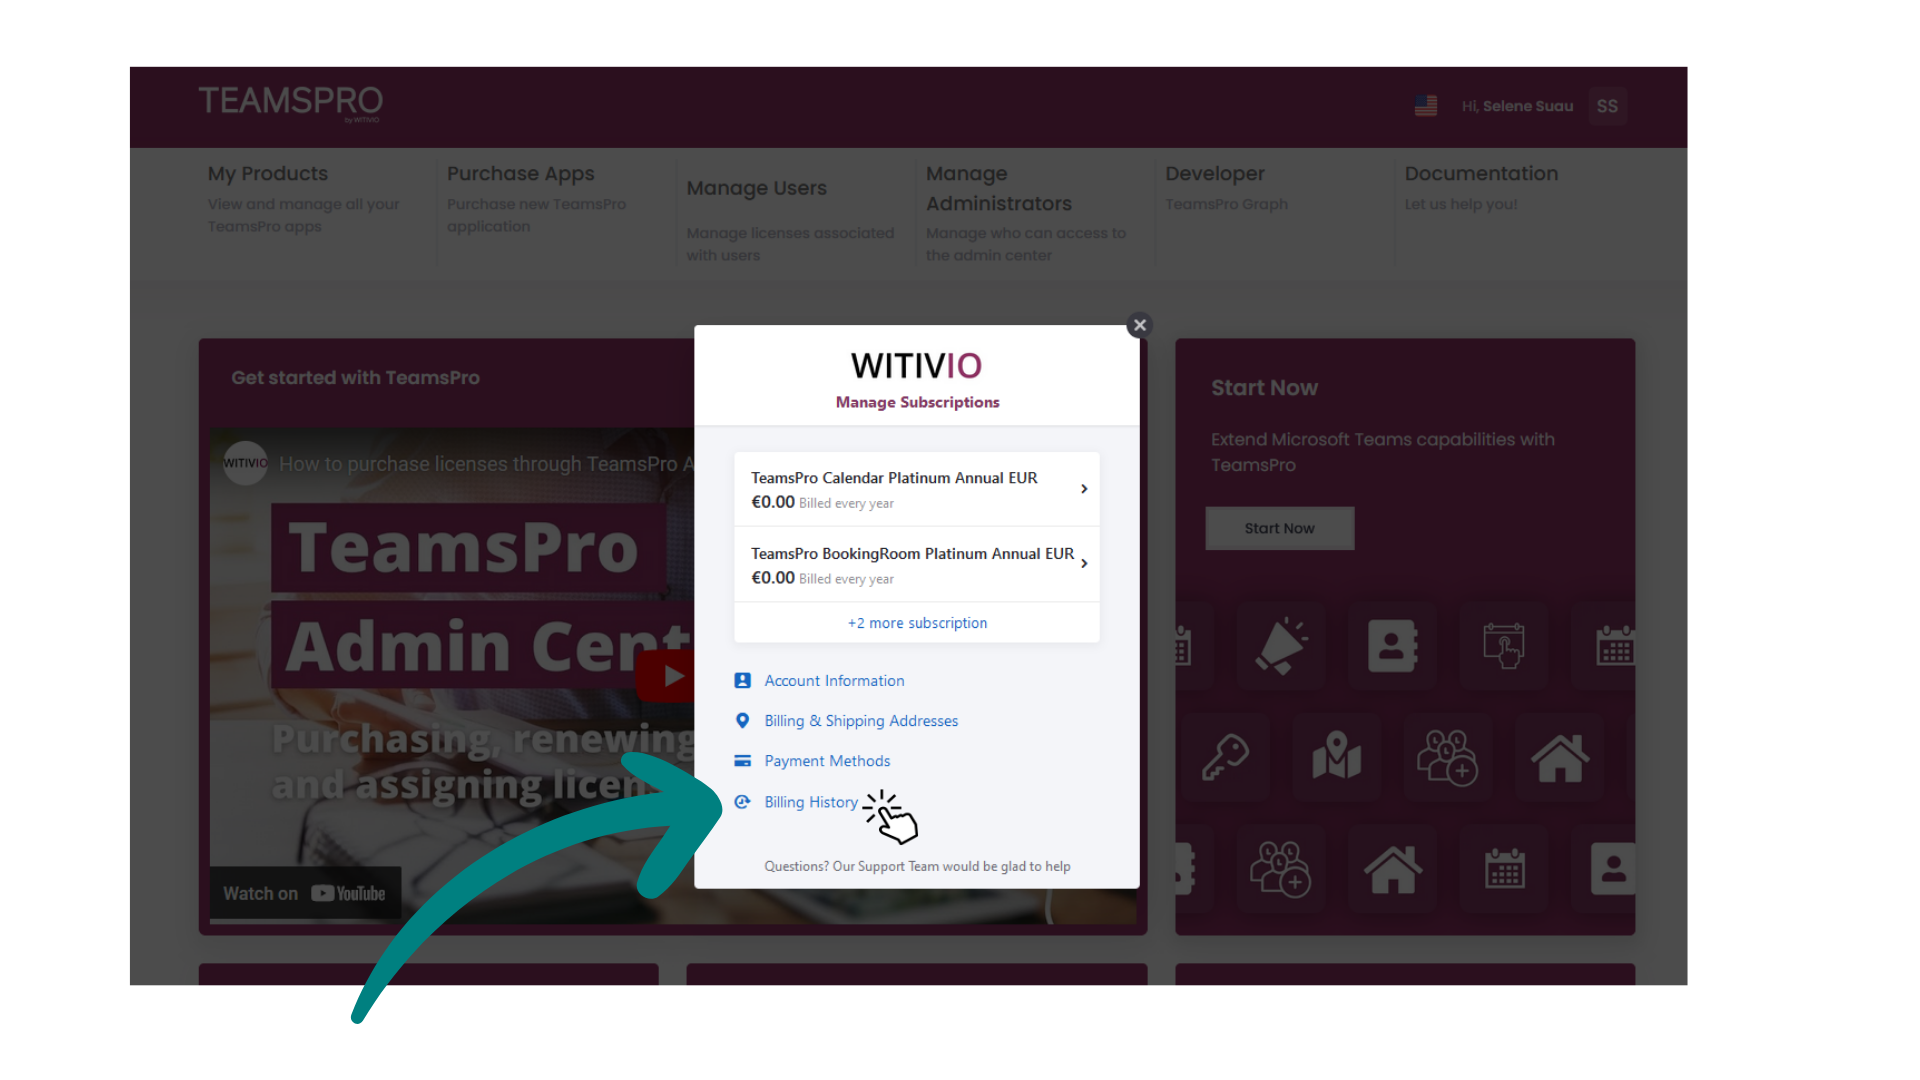 TEAMSPRO
by WITIVIO
Hi, Selene Suau SS
My Products
View and manage all your
TeamsPro apps
Purchase Apps
Purchase new TeamsPro
application
Manage Users
Manage licenses associated
with users
Manage
Administrators
Manage who can access to
the admin center
Developer
TeamsPro Graph
Documentation
Let us help you!
Get started with TeamsPro
WITIVIO
How to purchase licenses through TeamsPro A
TeamsPro
Admin Cent
Purchasing, renewing
and assigning licen
Watch on YouTube
WITIVIO
Manage Subscriptions
TeamsPro Calendar Platinum Annual EUR
€0.00 Billed every year
TeamsPro BookingRoom Platinum Annual EUR
€0.00 Billed every year
+2 more subscription
Account Information
Billing & Shipping Addresses
Payment Methods
Billing History
Questions? Our Support Team would be glad to help
Start Now
Extend Microsoft Teams capabilities with
TeamsPro
Start Now